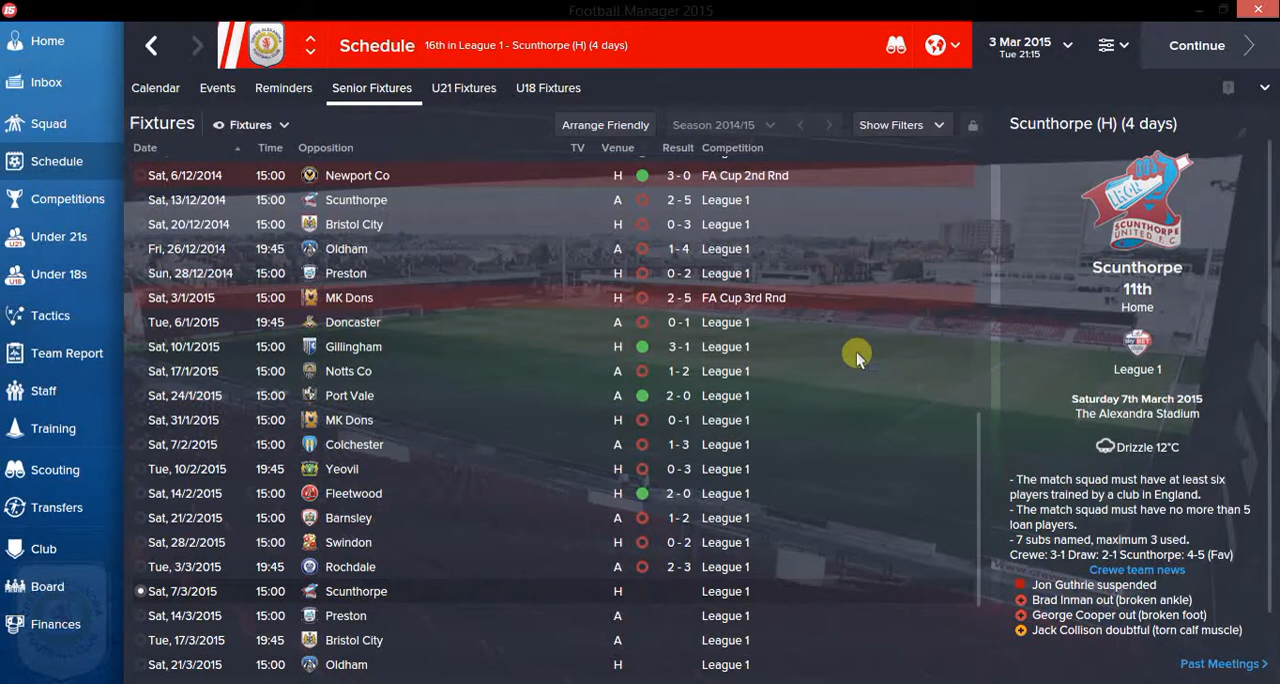 15
Football Manager 2015
Home
Inbox
Squad
Schedule
Competitions
U21
Under 21s
U18
Under 18s
Tactics
Team Report
Staff
Training
Scouting
Transfers
Club
Board
Finances
Schedule 16th in League 1 - Scunthorpe (H) (4 days)
3 Mar 2015
Tue 21:15
Continue
Calendar Events Reminders Senior Fixtures U21 Fixtures U18 Fixtures
Fixtures Fixtures Arrange Friendly Season 2014/15 Show Filters
Date Time Opposition TV Venue Result Competition
Sat, 6/12/2014 15:00 Newport Co H 3 - 0 FA Cup 2nd Rnd
Sat, 13/12/2014 15:00 Scunthorpe A 2 - 5 League 1
Sat, 20/12/2014 15:00 Bristol City H 0 - 3 League 1
Fri, 26/12/2014 19:45 Oldham A 1 - 4 League 1
Sun, 28/12/2014 15:00 Preston H 0 - 2 League 1
Sat, 3/1/2015 15:00 MK Dons H 2 - 5 FA Cup 3rd Rnd
Tue, 6/1/2015 19:45 Doncaster A 0 - 1 League 1
Sat, 10/1/2015 15:00 Gillingham H 3 - 1 League 1
Sat, 17/1/2015 15:00 Notts Co A 1 - 2 League 1
Sat, 24/1/2015 15:00 Port Vale A 2 - 0 League 1
Sat, 31/1/2015 15:00 MK Dons H 0 - 1 League 1
Sat, 7/2/2015 15:00 Colchester A 1 - 3 League 1
Tue, 10/2/2015 19:45 Yeovil H 0 - 3 League 1
Sat, 14/2/2015 15:00 Fleetwood H 2 - 0 League 1
Sat, 21/2/2015 15:00 Barnsley A 1 - 2 League 1
Sat, 28/2/2015 15:00 Swindon H 0 - 2 League 1
Tue, 3/3/2015 19:45 Rochdale A 2 - 3 League 1
Sat, 7/3/2015 15:00 Scunthorpe H League 1
Sat, 14/3/2015 15:00 Preston A League 1
Tue, 17/3/2015 19:45 Bristol City A League 1
Sat, 21/3/2015 15:00 Oldham H League 1
Scunthorpe (H) (4 days)
IRON
SCUNTHORPE
UNITED F.C.
Scunthorpe
11th
Home
sky BET
League 1
Saturday 7th March 2015
The Alexandra Stadium
Drizzle 12°C
- The match squad must have at least six
players trained by a club in England.
- The match squad must have no more than 5
loan players.
- 7 subs named, maximum 3 used.
Crewe: 3-1 Draw: 2-1 Scunthorpe: 4-5 (Fav)
Crewe team news
Jon Guthrie suspended
Brad Inman out (broken ankle)
George Cooper out (broken foot)
Jack Collison doubtful (torn calf muscle)
Past Meetings >